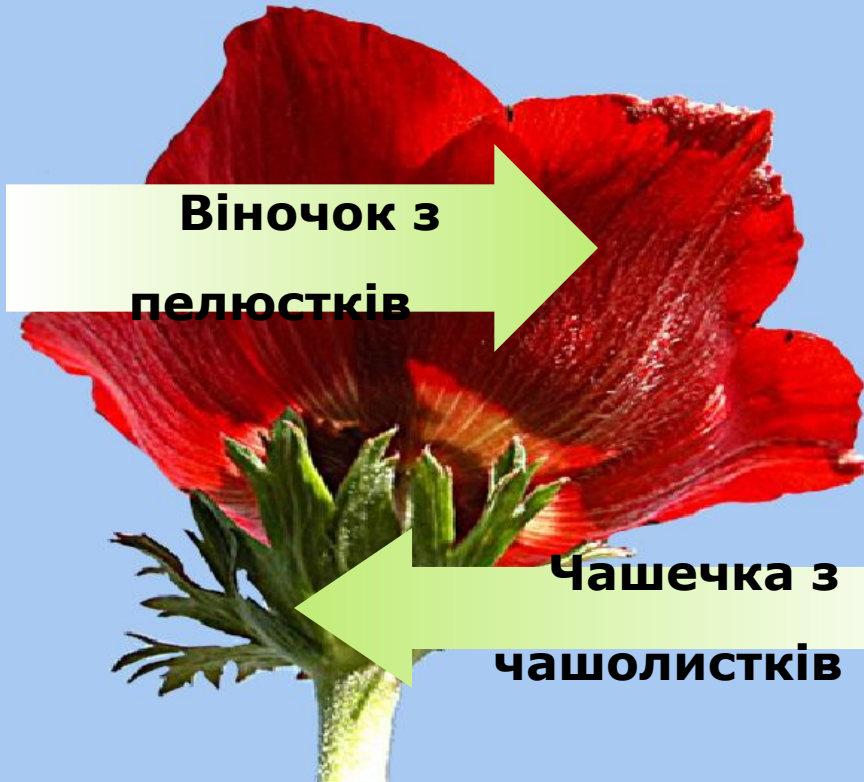 Віночок з
пелюстків
Чашечка з
чашолистків